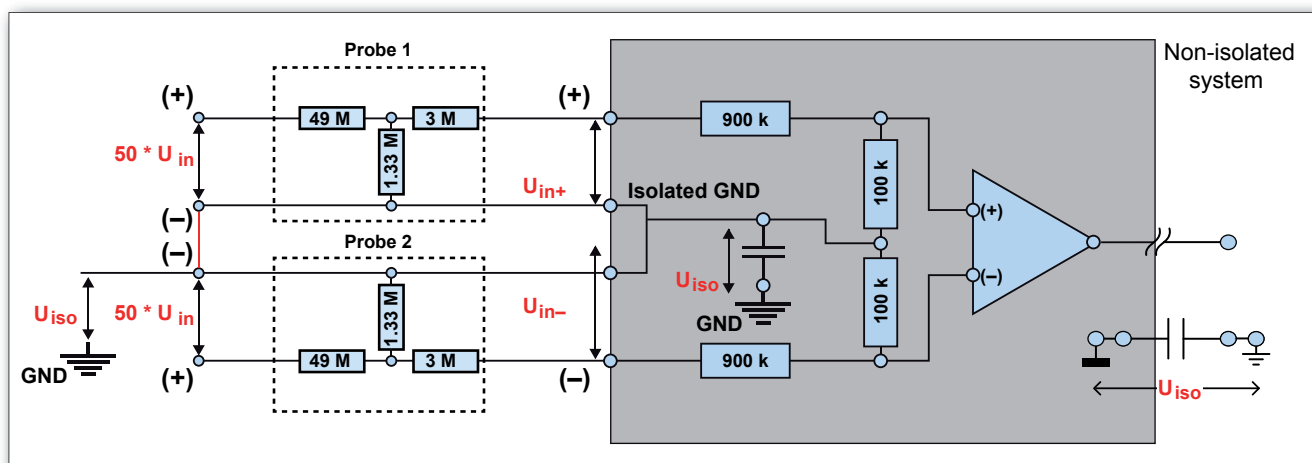 Probe 1
Non-isolated
system
(+)
49 M
3 M
(+)
900 k
50 * U in
1.33 M
U in+
100 k
Isolated GND
(+)
(–)
(–)
Probe 2
U iso
50 * U in
1.33 M
U in–
U iso
GND
100 k
(–)
GND
(+)
49 M
3 M
(–)
900 k
U iso